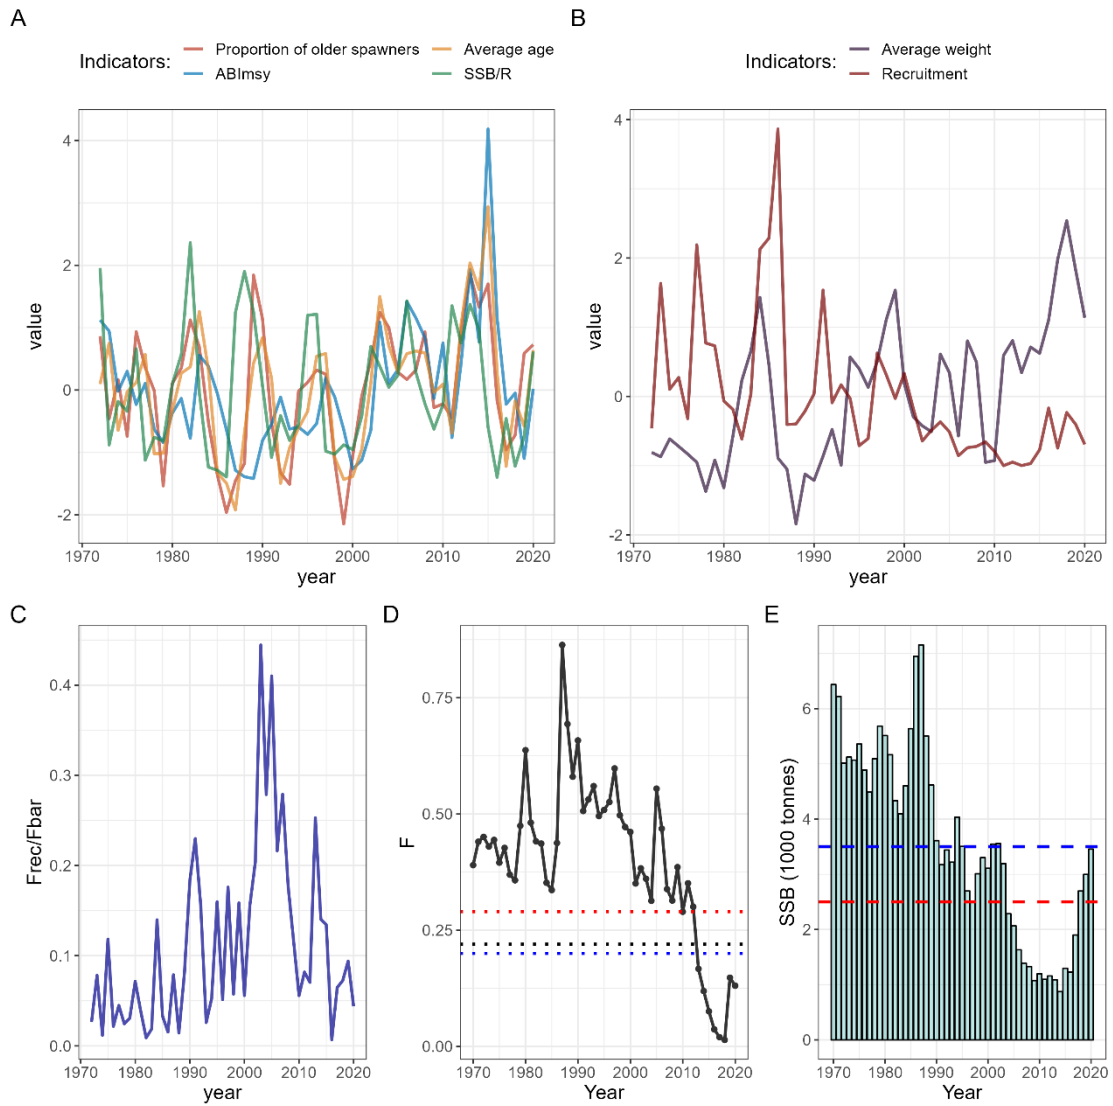 A
Indicators: Proportion of older spawners Average age
ABImsy SSB/R
4
2
0
-2
value
1970 1980 1990 2000 2010 2020
year
B
Indicators: Average weight
Recruitment
4
2
0
-2
value
1970 1980 1990 2000 2010 2020
year
C
0.4
0.3
0.2
0.1
0.0
Frec/Fbar
1970 1980 1990 2000 2010 2020
year
D
0.75
0.50
0.25
0.00
F
1970 1980 1990 2000 2010 2020
Year
E
6
4
2
0
SSB (1000 tonnes)
1970 1980 1990 2000 2010 2020
Year